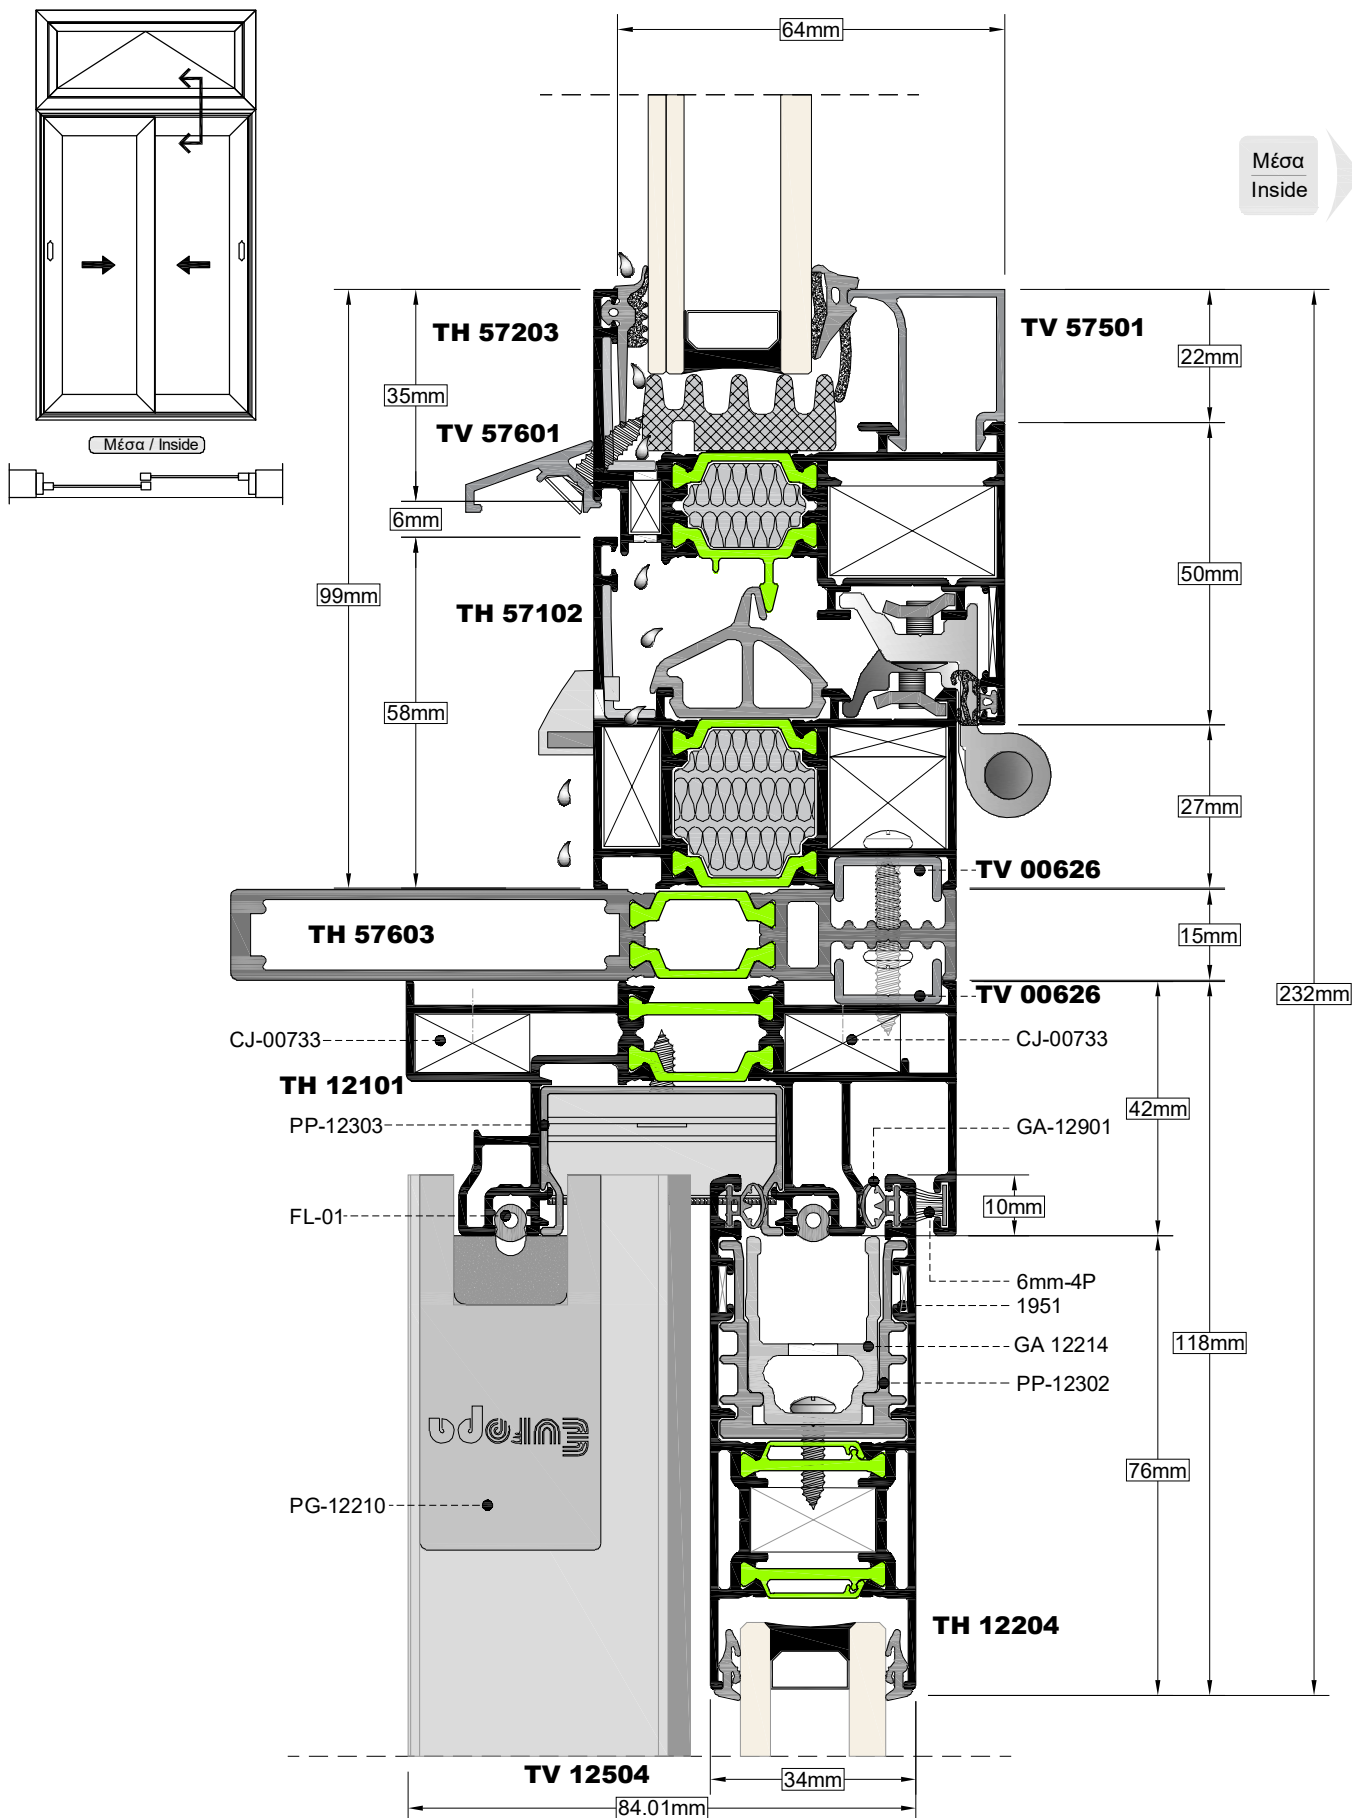 64mm
Μέσα
Inside
TH 57203
TV 57501
22mm
35mm
TV 57601
Μέσα / Inside
6mm
50mm
99mm
TH 57102
58mm
27mm
TV 00626
TH 57603
15mm
TV 00626
232mm
CJ-00733
CJ-00733
TH 12101
42mm
PP-12303
GA-12901
10mm
FL-01
6mm-4P
1951
GA 12214
118mm
PP-12302
Europa
76mm
PG-12210
TH 12204
TV 12504
34mm
84.01mm